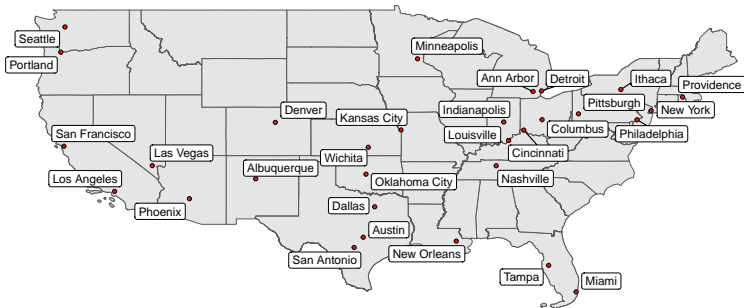 Seattle
Minneapolis
Portland
Ann Arbor
Detroit
Ithaca
Providence
Denver
Kansas City
Indianapolis
Pittsburgh
New York
San Francisco
Louisville
Columbus
Philadelphia
Las Vegas
Wichita
Cincinnati
Los Angeles
Albuquerque
Oklahoma City
Nashville
Phoenix
Dallas
Austin
San Antonio
New Orleans
Tampa
Miami